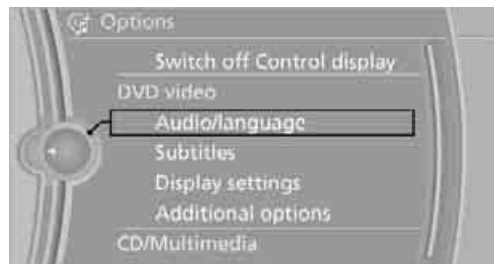 Options
Switch off Control display
DVD video
Audio/language
Subtitles
Display settings
Additional options
CD/Multimedia